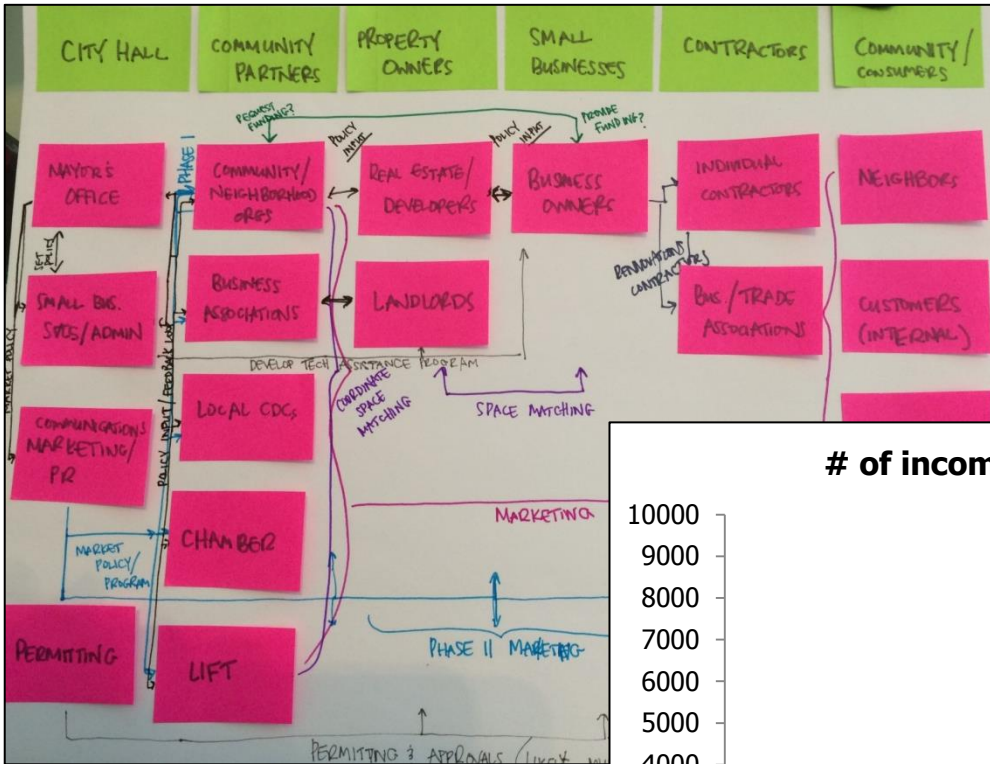 CITY HALL
COMMUNITY
PARTNERS
PROPERTY
OWNERS
SMALL
BUSINESSES
CONTRACTORS
COMMUNITY/
CONSUMERS
REQUEST
FUNDING?
PROVIDE
FUNDING?
POLICY
INPUT
POLICY
INPUT
PHASE I
MAYOR'S
OFFICE
COMMUNITY/
NEIGHBORHOOD
ORGS
REAL ESTATE/
DEVELOPERS
BUSINESS
OWNERS
INDIVIDUAL
CONTRACTORS
NEIGHBORS
SET
POLICY
RENNOVATIONS
CONTRACTORS
SMALL BUS.
SVCS/ADMIN
BUSINESS
ASSOCIATIONS
LANDLORDS
BUS./TRADE
ASSOCIATIONS
CUSTOMERS
(INTERNAL)
MARKET POLICY
POLICY INPUT/FEEDBACK LOOP
DEVELOP TECH ASSISTANCE PROGRAM
COORDINATE
SPACE
MATCHING
SPACE MATCHING
COMMUNICATIONS
MARKETING/
PR
LOCAL CDCs
MARKETING
MARKET
POLICY/
PROGRAM
CHAMBER
PERMITTING
LIFT
PHASE II MARKETING
PERMITTING & APPROVALS (LIKELY
# of incom
10000
9000
8000
7000
6000
5000
4000